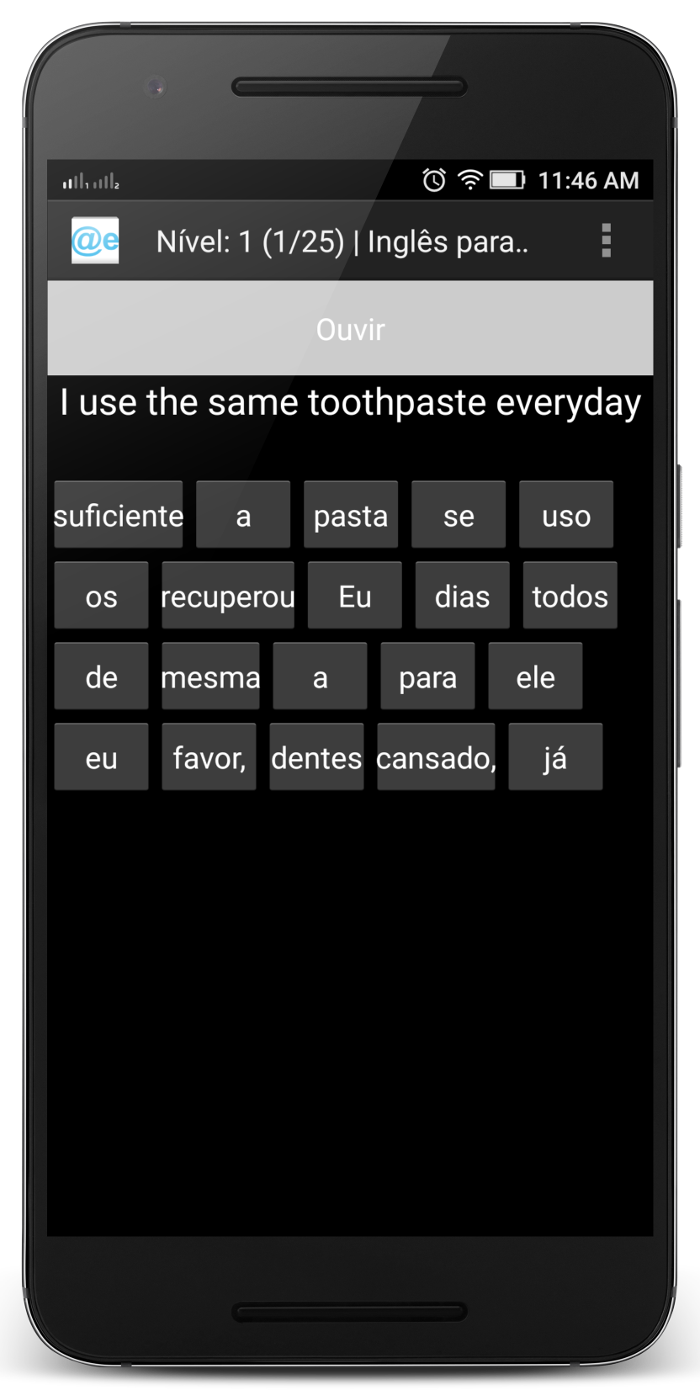 11:46 AM
@e Nível: 1 (1/25) | Inglês para..
Ouvir
I use the same toothpaste everyday
suficiente a pasta se uso
os recuperou Eu dias todos
de mesma a para ele
eu favor, dentes cansado, já